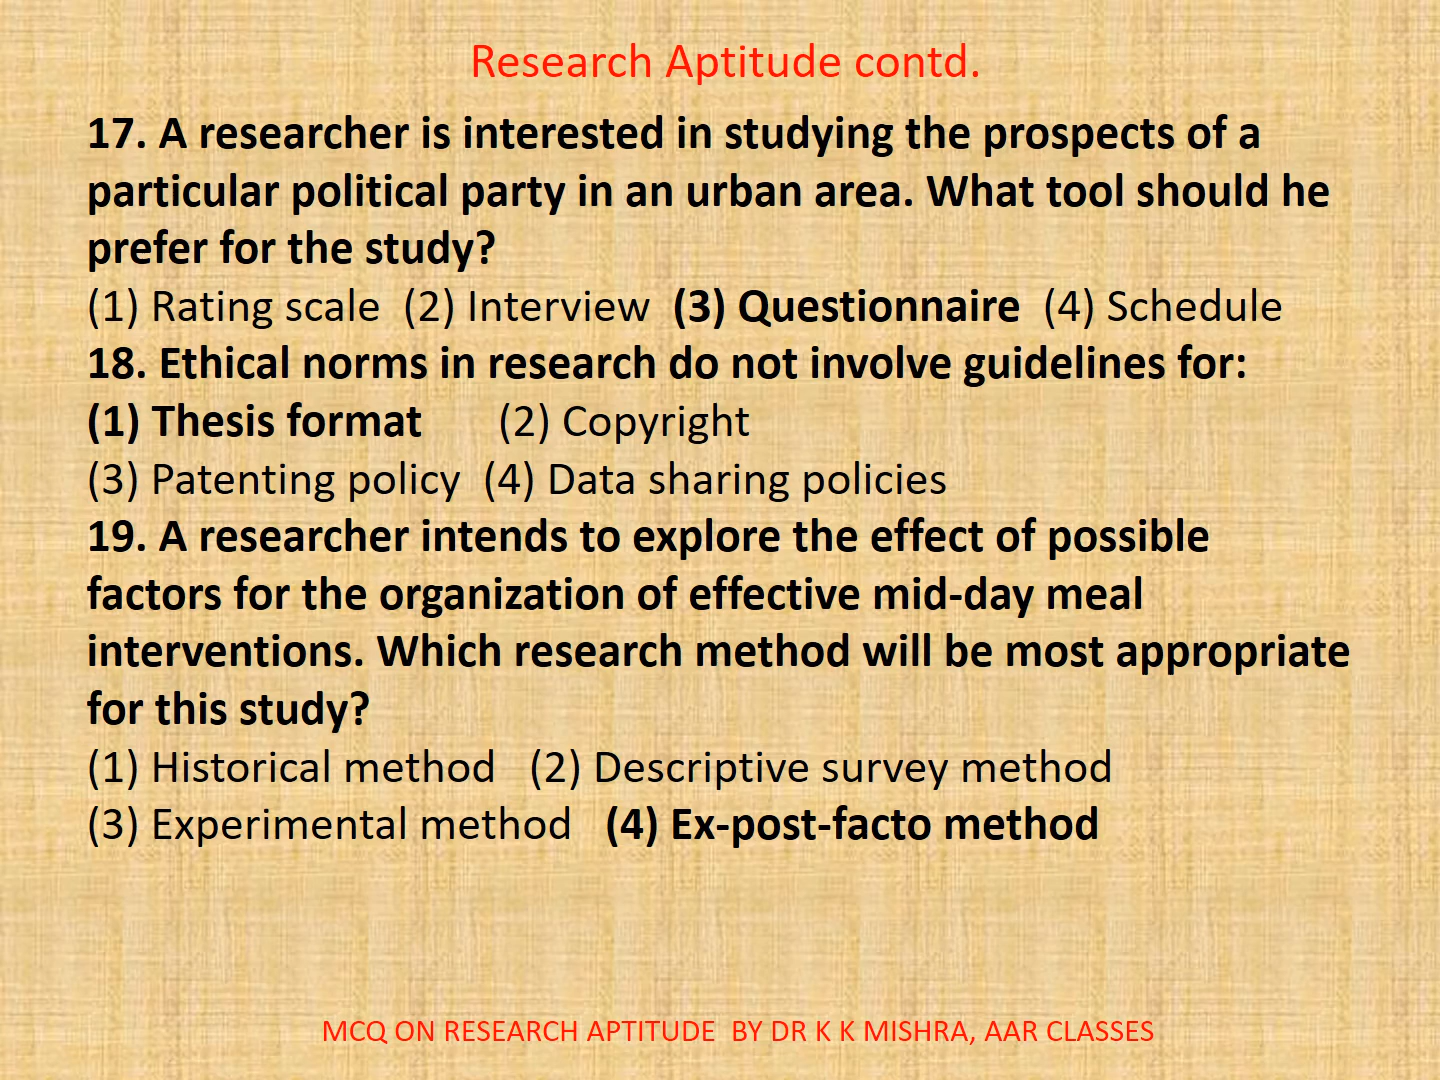 Research Aptitude contd.
17. A researcher is interested in studying the prospects of a
particular political party in an urban area. What tool should he
prefer for the study?
(1) Rating scale (2) Interview (3) Questionnaire (4) Schedule
18. Ethical norms in research do not involve guidelines for:
(1) Thesis format (2) Copyright
(3) Patenting policy (4) Data sharing policies
19. A researcher intends to explore the effect of possible
factors for the organization of effective mid-day meal
interventions. Which research method will be most appropriate
for this study?
(1) Historical method (2) Descriptive survey method
(3) Experimental method (4) Ex-post-facto method
MCQ ON RESEARCH APTITUDE BY DR K K MISHRA, AAR CLASSES